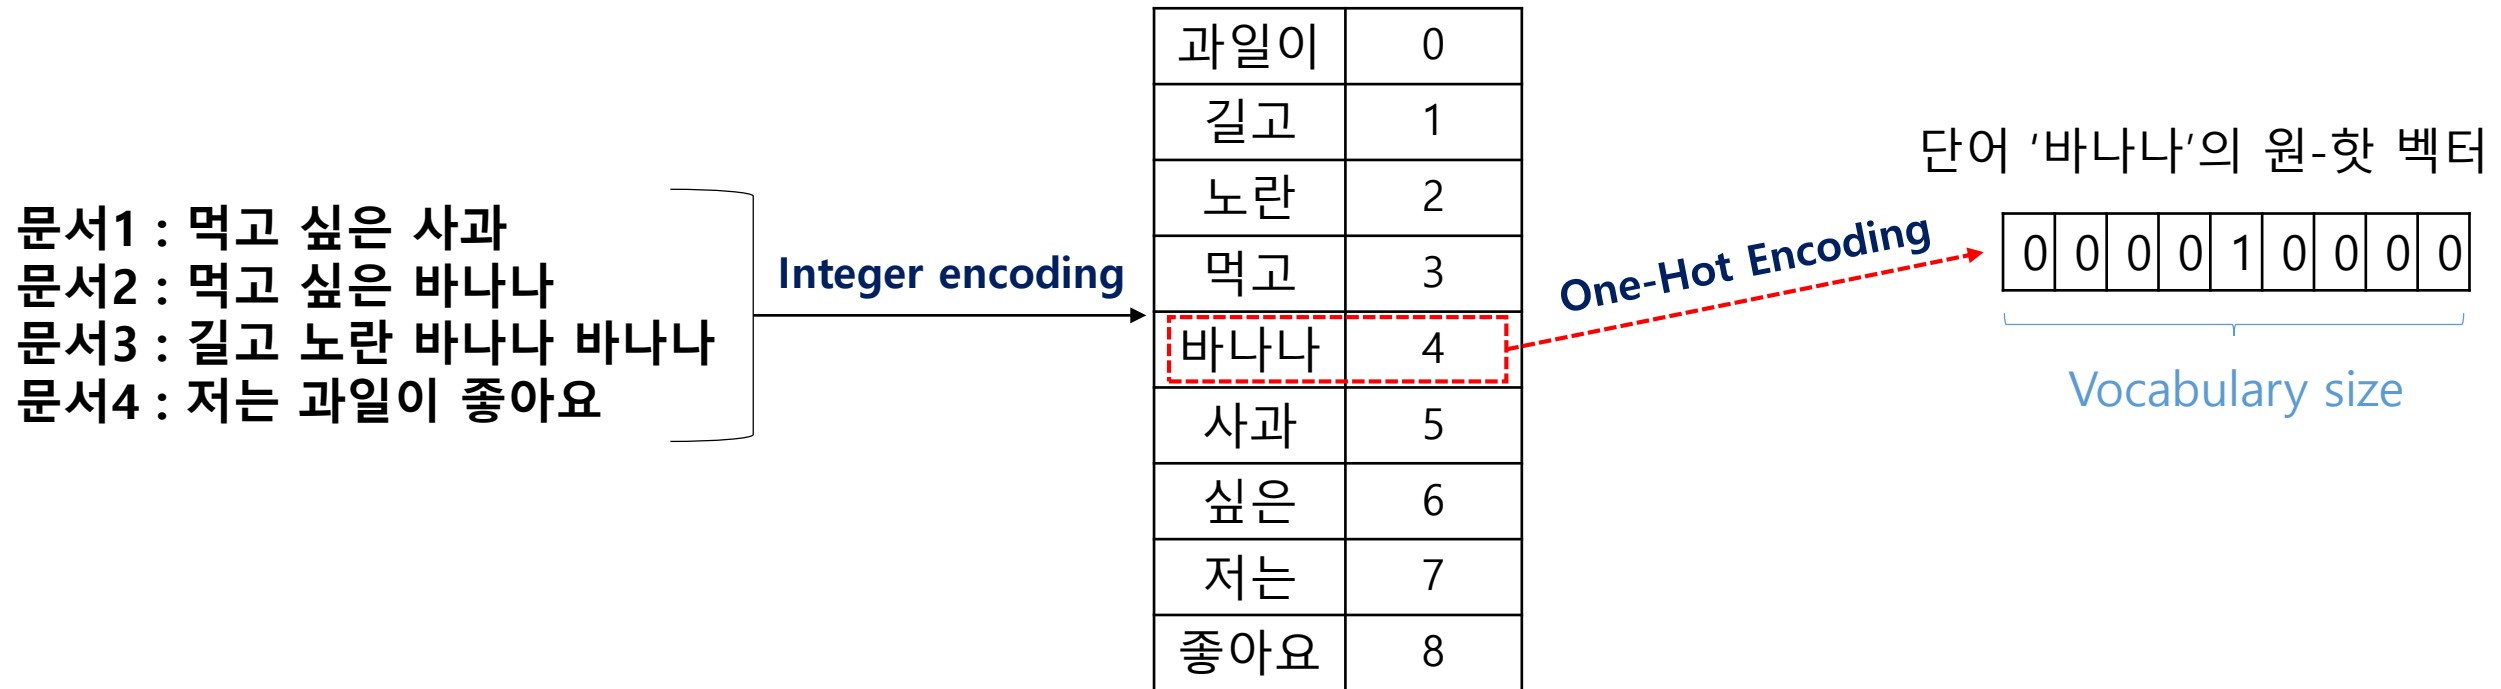 문서1 : 먹고 싶은 사과
문서2 : 먹고 싶은 바나나
문서3 : 길고 노란 바나나 바나나
문서4 : 저는 과일이 좋아요
Integer encoding
과일이 0
길고 1
노란 2
먹고 3
바나나 4
사과 5
싶은 6
저는 7
좋아요 8
One-Hot Encoding
단어 '바나나'의 원-핫 벡터
0 0 0 0 1 0 0 0 0
Vocabulary size